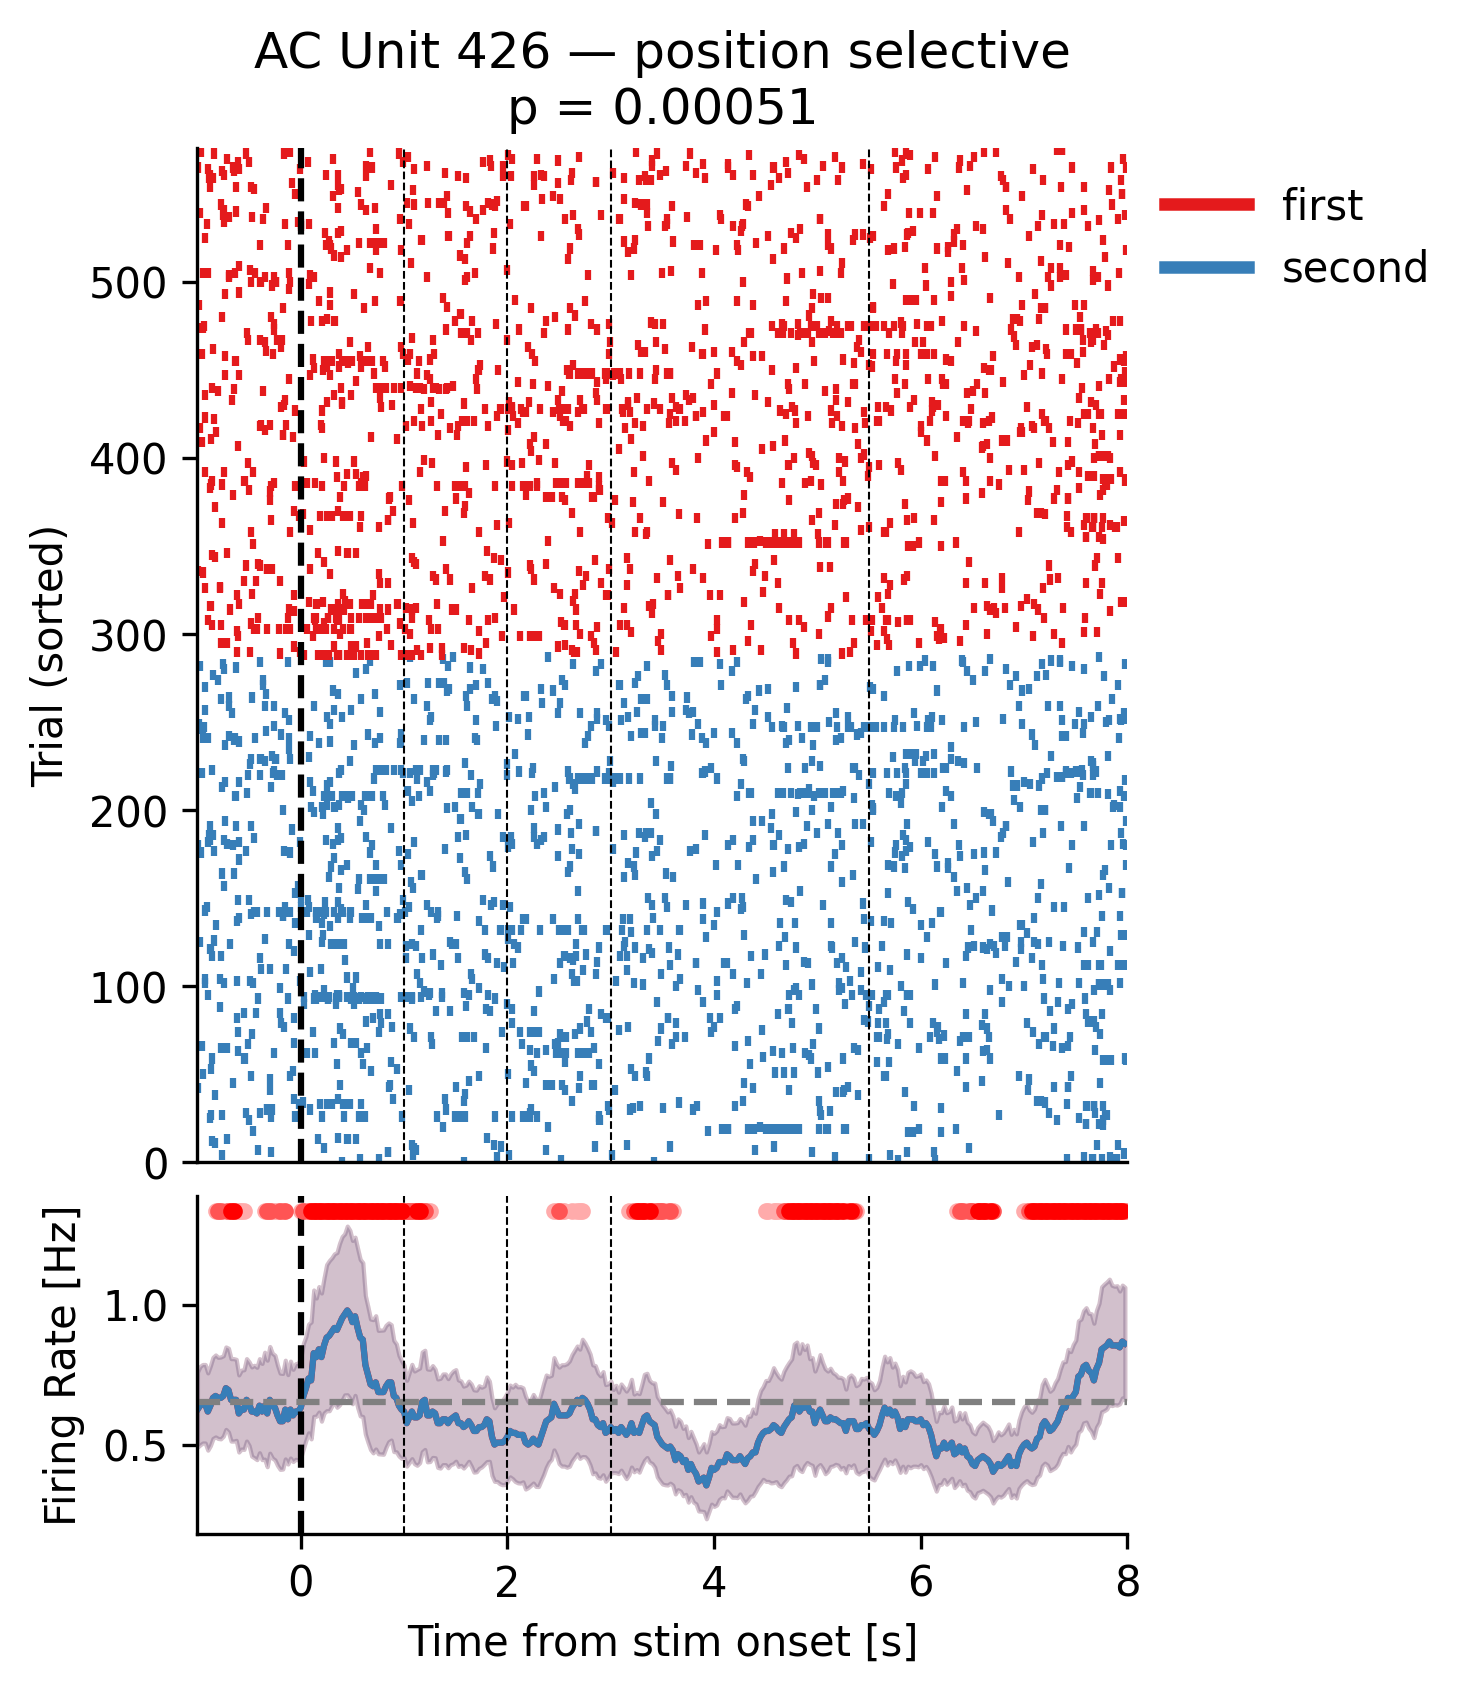 AC Unit 426 — position selective
p = 0.00051
first
second
Trial (sorted)
500
400
300
200
100
0
Firing Rate [Hz]
1.0
0.5
0 2 4 6 8
Time from stim onset [s]